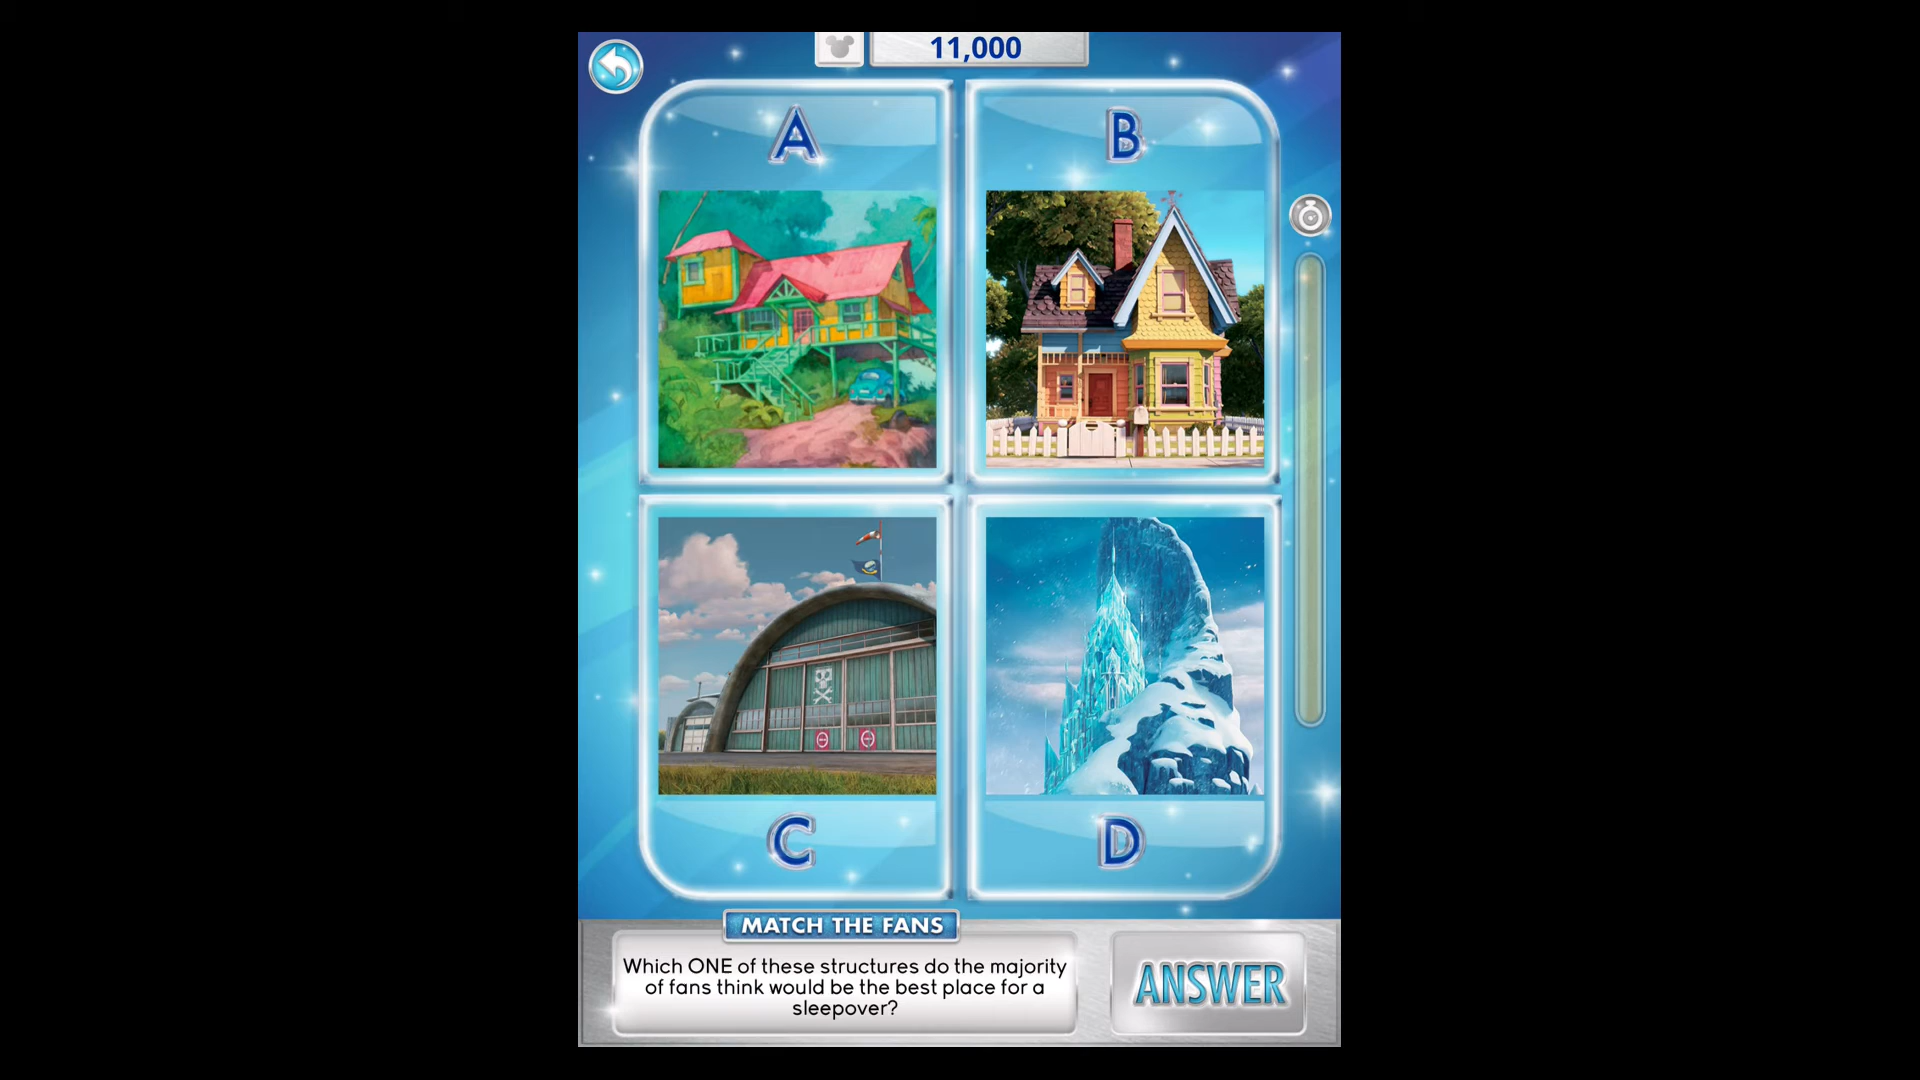 11,000
A
B
C
D
MATCH THE FANS
Which ONE of these structures do the majority
of fans think would be the best place for a
sleepover?
ANSWER